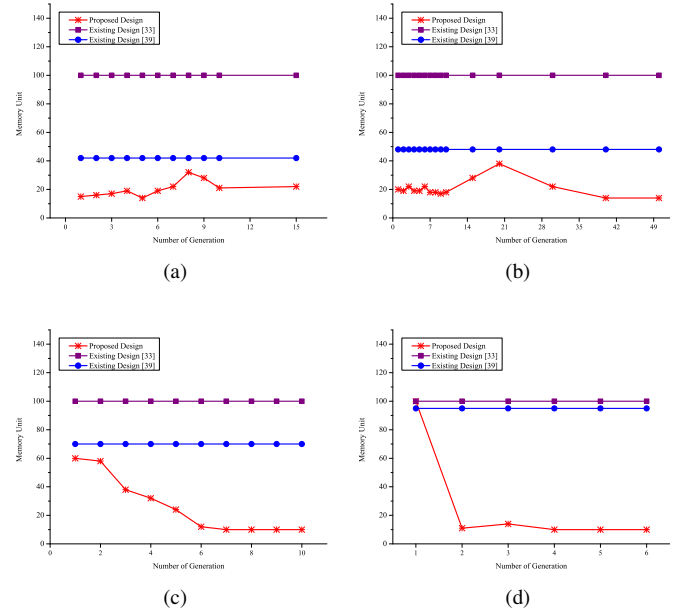 Proposed Design
Existing Design [33]
Existing Design [39]
Memory Unit
140
120
100
80
60
40
20
0
0 3 6 9 12 15
Number of Generation
(a)
Proposed Design
Existing Design [33]
Existing Design [39]
Memory Unit
140
120
100
80
60
40
20
0
0 7 14 21 28 35 42 49
Number of Generation
(b)
Proposed Design
Existing Design [33]
Existing Design [39]
Memory Unit
140
120
100
80
60
40
20
0
0 2 4 6 8 10
Number of Generation
(c)
Proposed Design
Existing Design [33]
Existing Design [39]
Memory Unit
140
120
100
80
60
40
20
0
1 2 3 4 5 6
Number of Generation
(d)